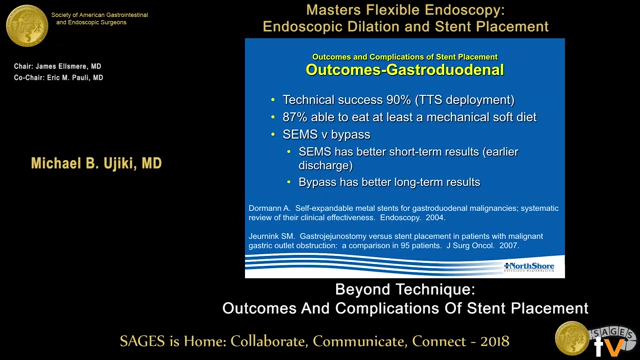 Society of American Gastrointestinal
and Endoscopic Surgeons
Masters Flexible Endoscopy:
Endoscopic Dilation and Stent Placement
Chair: James Ellsmere, MD
Co-Chair: Eric M. Pauli, MD
Michael B. Ujiki, MD
Outcomes and Complications of Stent Placement
Outcomes-Gastroduodenal
• Technical success 90% (TTS deployment)
• 87% able to eat at least a mechanical soft diet
• SEMS v bypass
• SEMS has better short-term results (earlier
discharge)
• Bypass has better long-term results
Dormann A. Self-expandable metal stents for gastroduodenal malignancies; systematic
review of their clinical effectiveness. Endoscopy. 2004.
Jeurnink SM. Gastrojejunostomy versus stent placement in patients with malignant
gastric outlet obstruction: a comparison in 95 patients. J Surg Oncol. 2007.
NorthShore
Beyond Technique:
Outcomes And Complications Of Stent Placement
SAGES is Home: Collaborate, Communicate, Connect - 2018
SAGES
tv